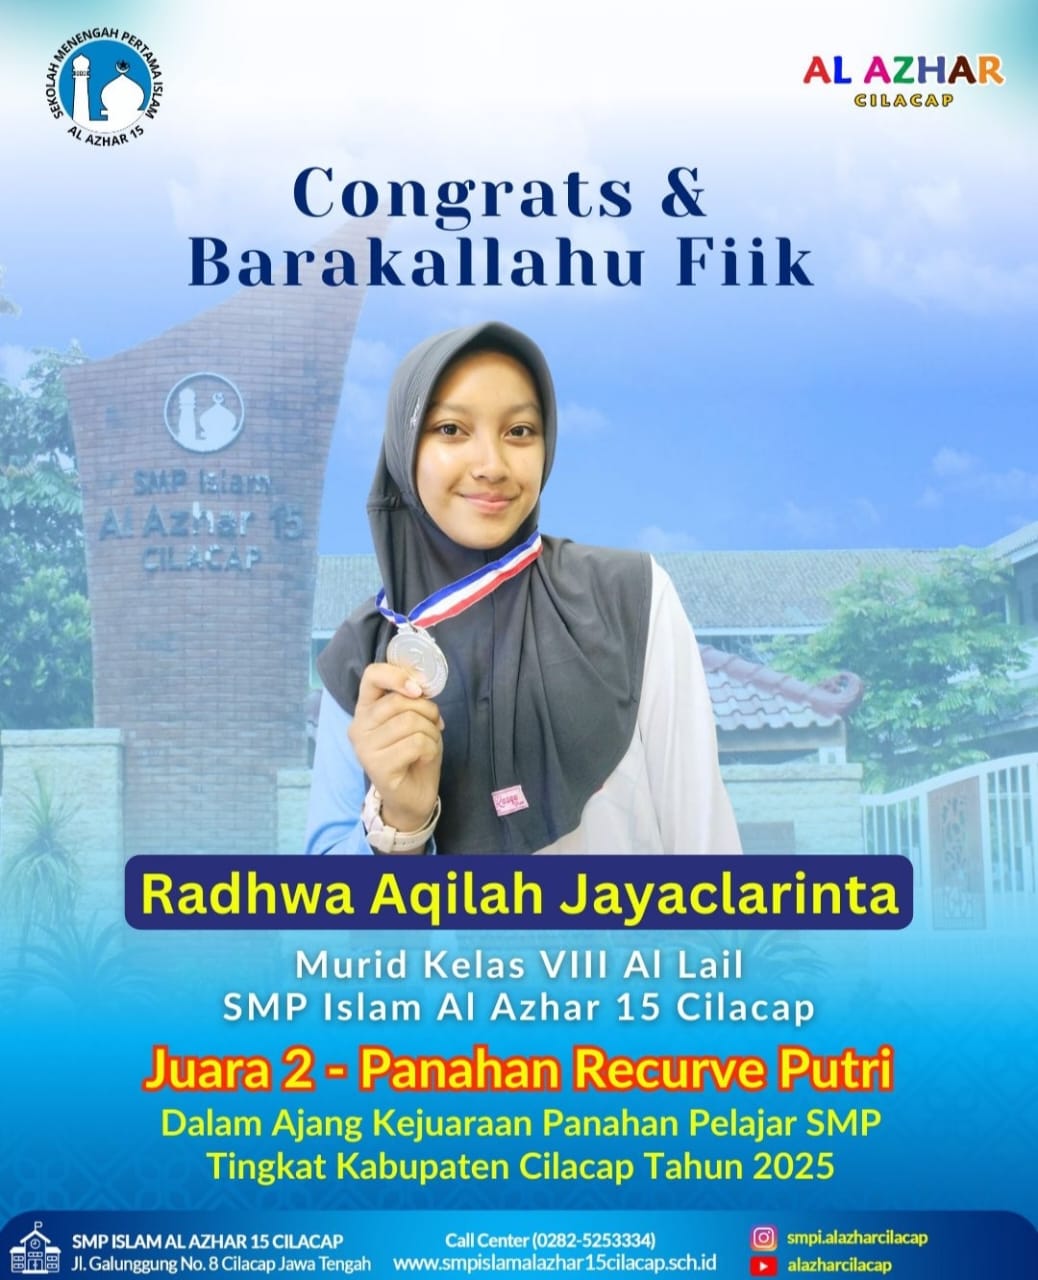 SEKOLAH MENENGAH PERTAMA ISLAM
AL AZHAR 15
AL AZHAR
CILACAP
Congrats &
Barakallahu Fiik
SMP Islam
Al Azhar 15
CILACAP
2
Radhwa Aqilah Jayaclarinta
Murid Kelas VIII Al Lail
SMP Islam Al Azhar 15 Cilacap
Juara 2 - Panahan Recurve Putri
Dalam Ajang Kejuaraan Panahan Pelajar SMP
Tingkat Kabupaten Cilacap Tahun 2025
SMP ISLAM AL AZHAR 15 CILACAP
Jl. Galunggung No. 8 Cilacap Jawa Tengah
Call Center (0282-5253334)
www.smpislamalazhar15cilacap.sch.id
smpi.alazharcilacap
alazharcilacap